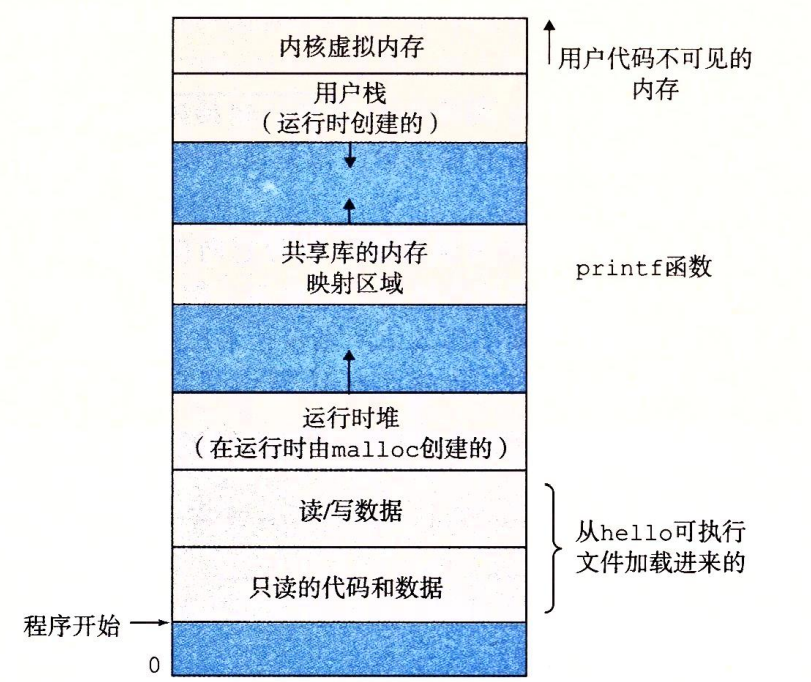 内核虚拟内存
用户代码不可见的
内存
用户栈
（运行时创建的）
共享库的内存
映射区域
printf函数
运行时堆
（在运行时由malloc创建的）
读/写数据
从hello可执行
文件加载进来的
只读的代码和数据
程序开始
0